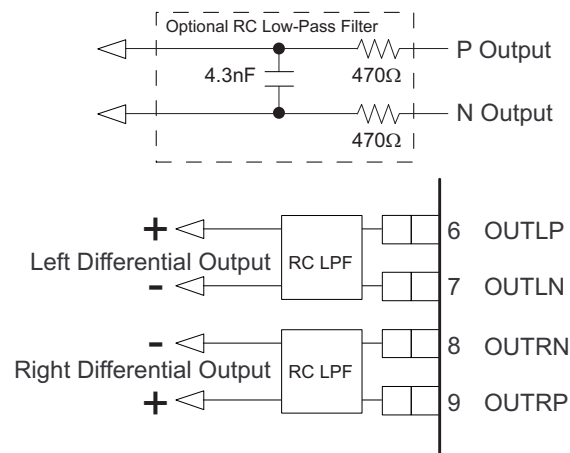 Optional RC Low-Pass Filter
P Output
4.3nF
470Ω
N Output
470Ω
+
6 OUTLP
Left Differential Output
RC LPF
-
7 OUTLN
-
8 OUTRN
Right Differential Output
RC LPF
+
9 OUTRP